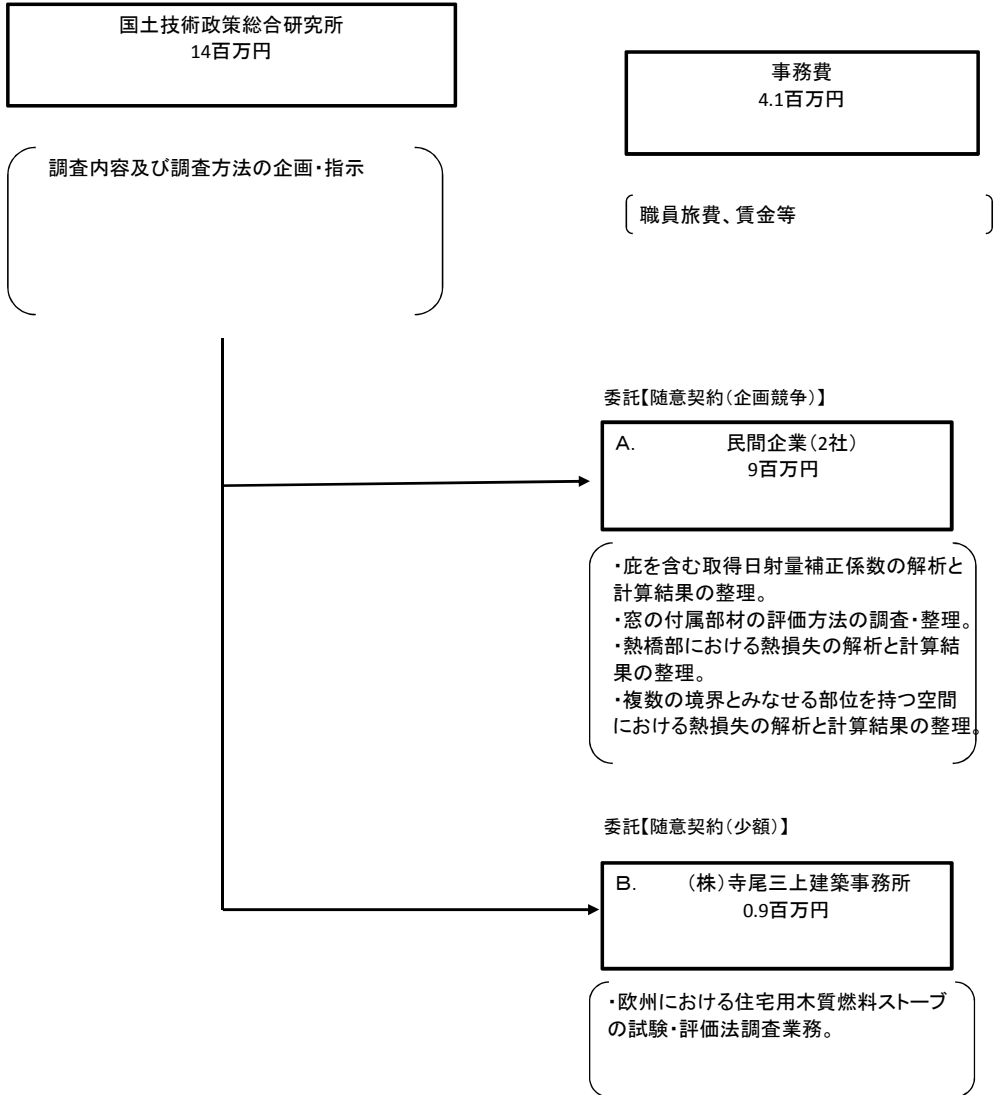 国土技術政策総合研究所
14百万円
事務費
4.1百万円
調査内容及び調査方法の企画・指示
職員旅費、賃金等
委託【随意契約(企画競争)】
A. 民間企業(2社)
9百万円
・庇を含む取得日射量補正係数の解析と
計算結果の整理。
・窓の付属部材の評価方法の調査・整理。
・熱橋部における熱損失の解析と計算結
果の整理。
・複数の境界とみなせる部位を持つ空間
における熱損失の解析と計算結果の整理。
委託【随意契約(少額)】
B. (株)寺尾三上建築事務所
0.9百万円
・欧州における住宅用木質燃料ストーブ
の試験・評価法調査業務。